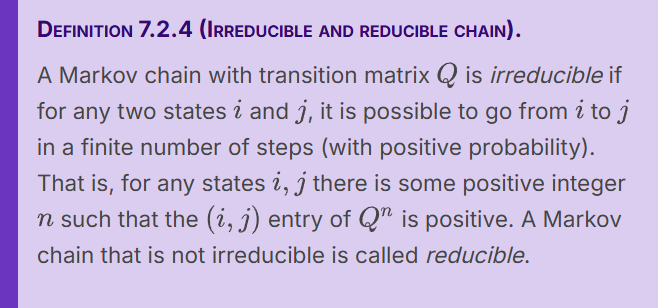 DEFINITION 7.2.4 (IRREDUCIBLE AND REDUCIBLE CHAIN).
A Markov chain with transition matrix Q is irreducible if
for any two states i and j, it is possible to go from i to j
in a finite number of steps (with positive probability).
That is, for any states i, j there is some positive integer
n such that the (i, j) entry of Qⁿ is positive. A Markov
chain that is not irreducible is called reducible.